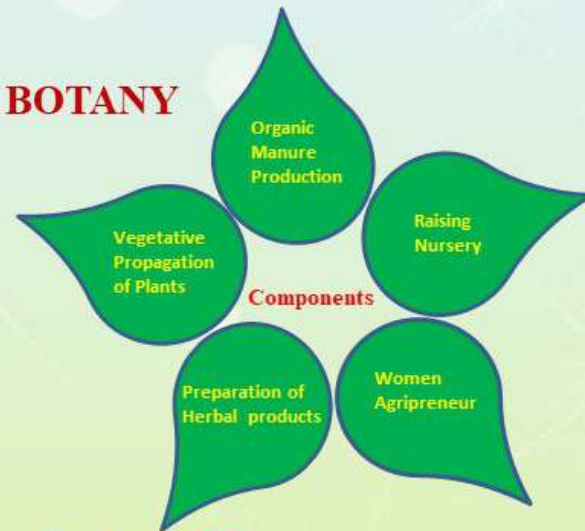 BOTANY
Organic
Manure
Production
Raising
Nursery
Women
Agripreneur
Preparation of
Herbal products
Vegetative
Propagation
of Plants
Components